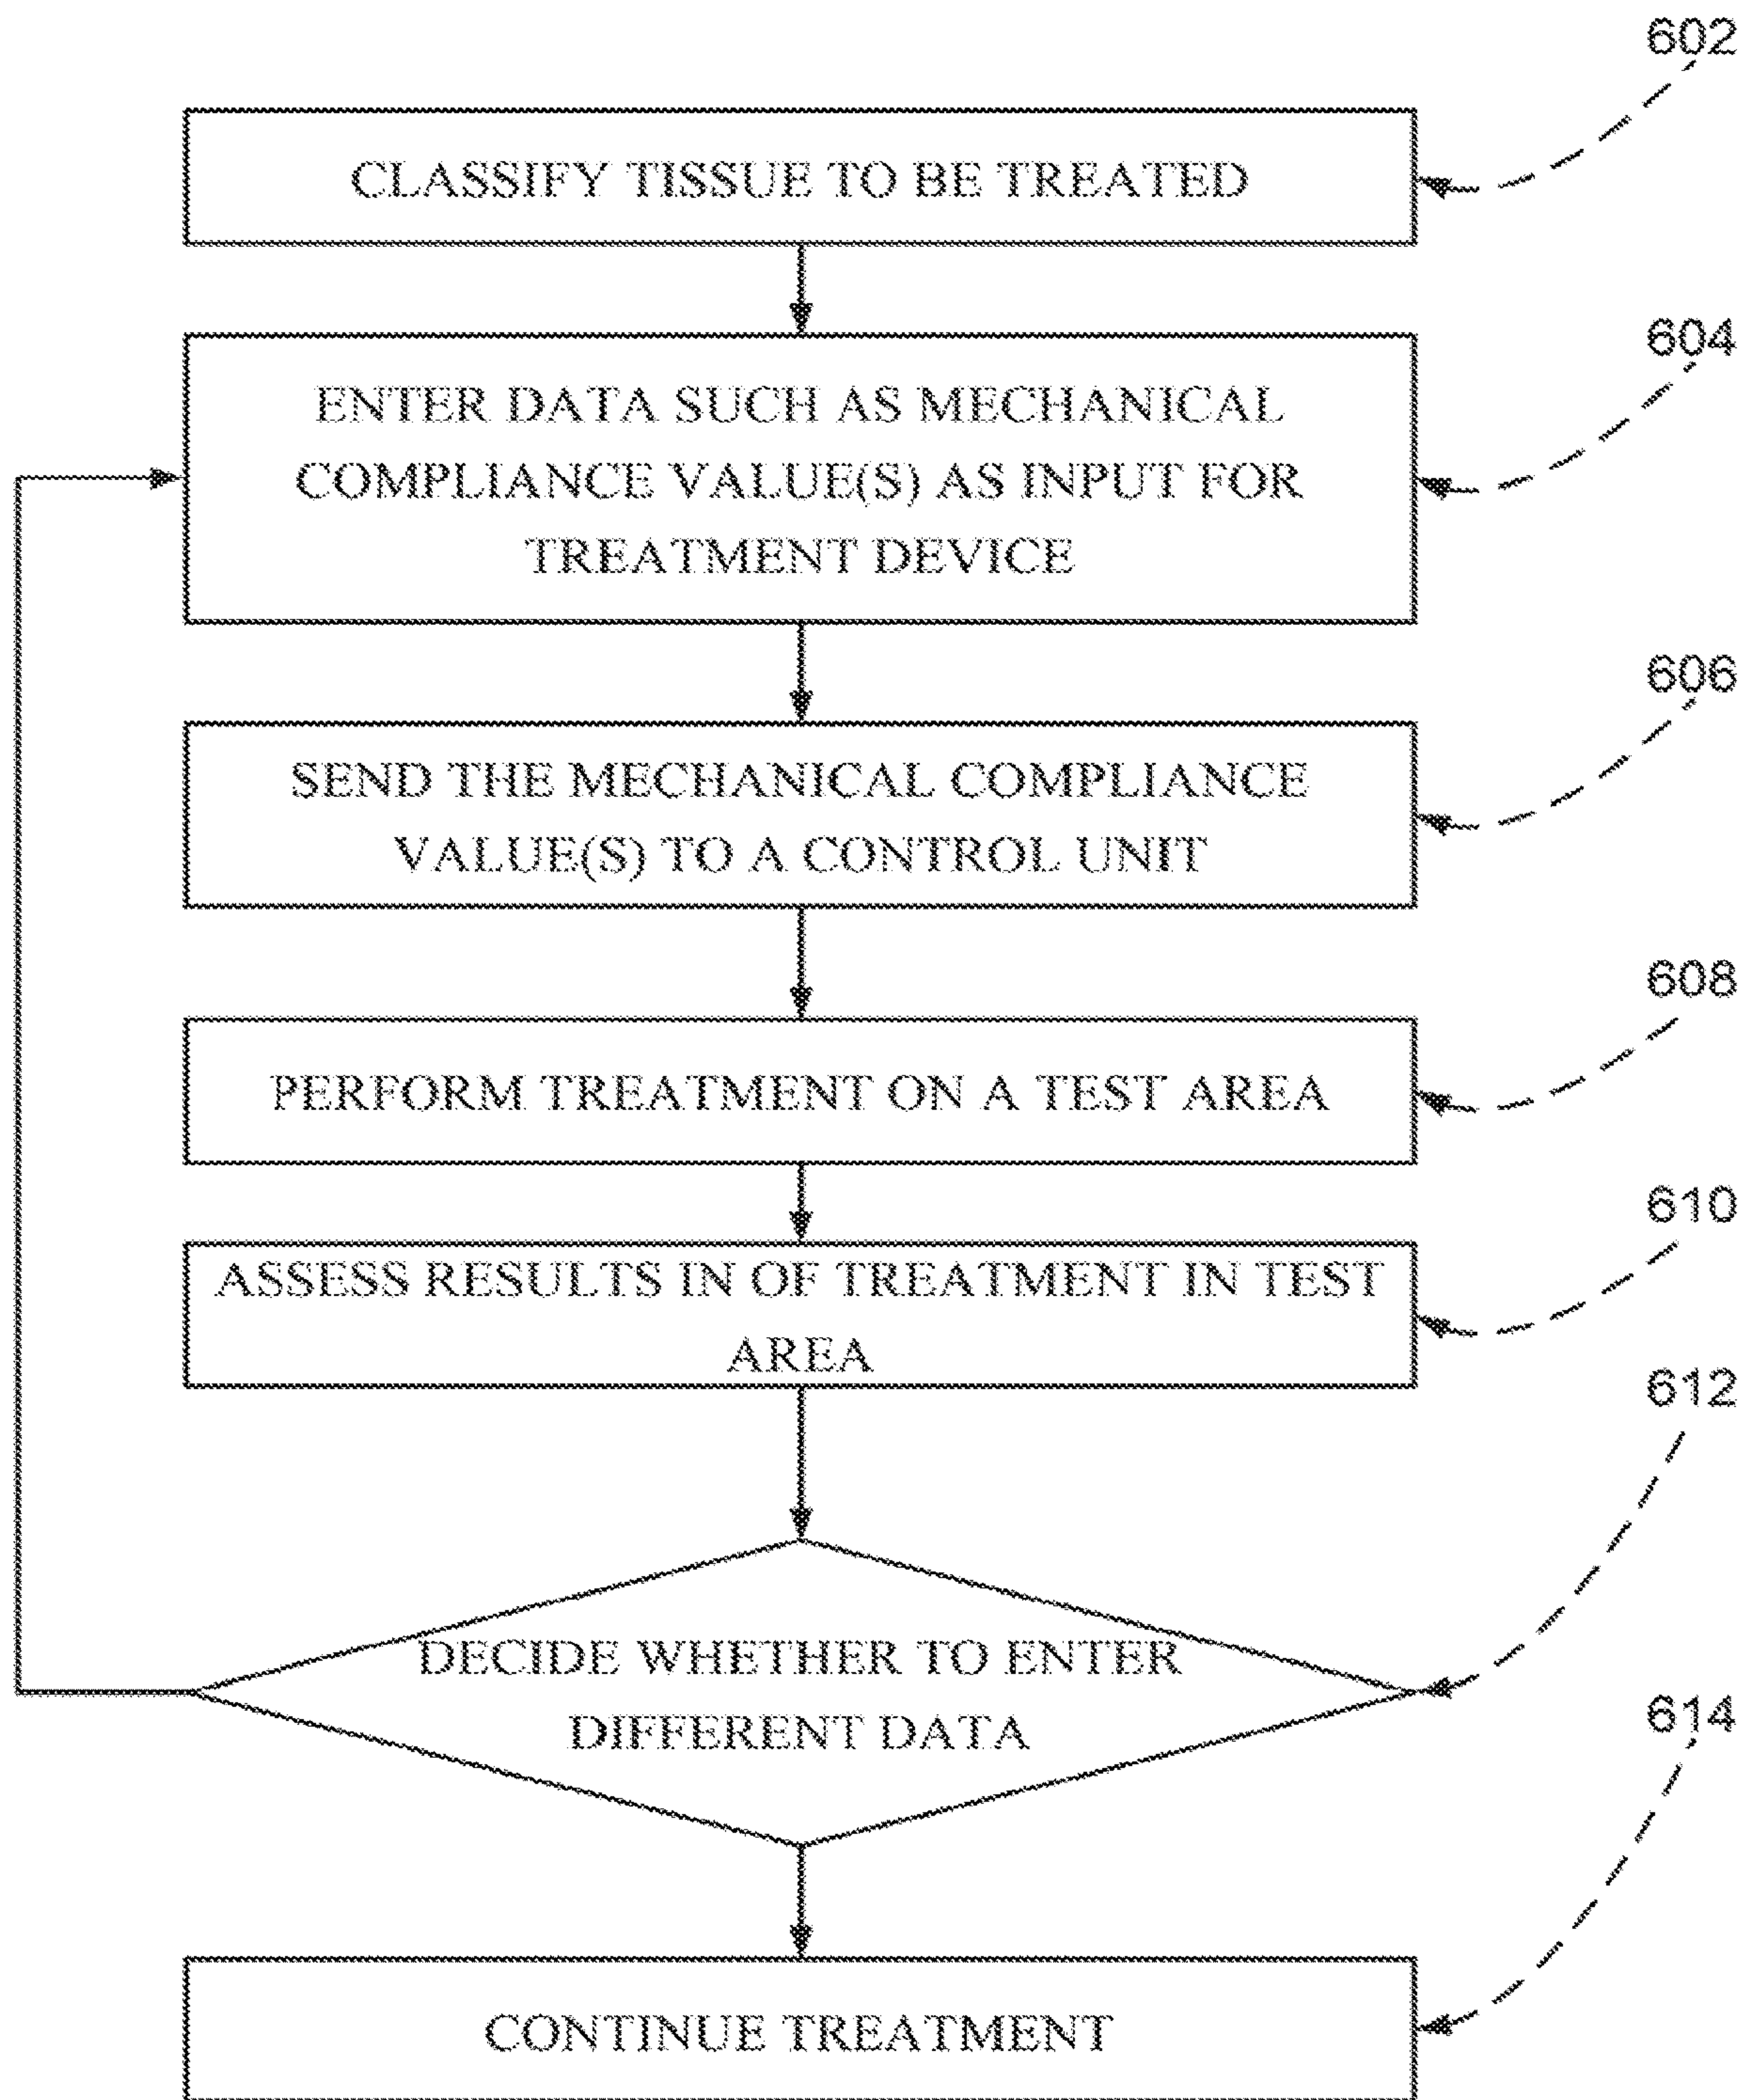 602
CLASSIFY TISSUE TO BE TREATED
604
ENTER DATA SUCH AS MECHANICAL
COMPLIANCE VALUE(S) AS INPUT FOR
TREATMENT DEVICE
606
SEND THE MECHANICAL COMPLIANCE
VALUE(S) TO A CONTROL UNIT
608
PERFORM TREATMENT ON A TEST AREA
610
ASSESS RESULTS IN OF TREATMENT IN TEST
AREA
612
DECIDE WHETHER TO ENTER
DIFFERENT DATA
614
CONTINUE TREATMENT